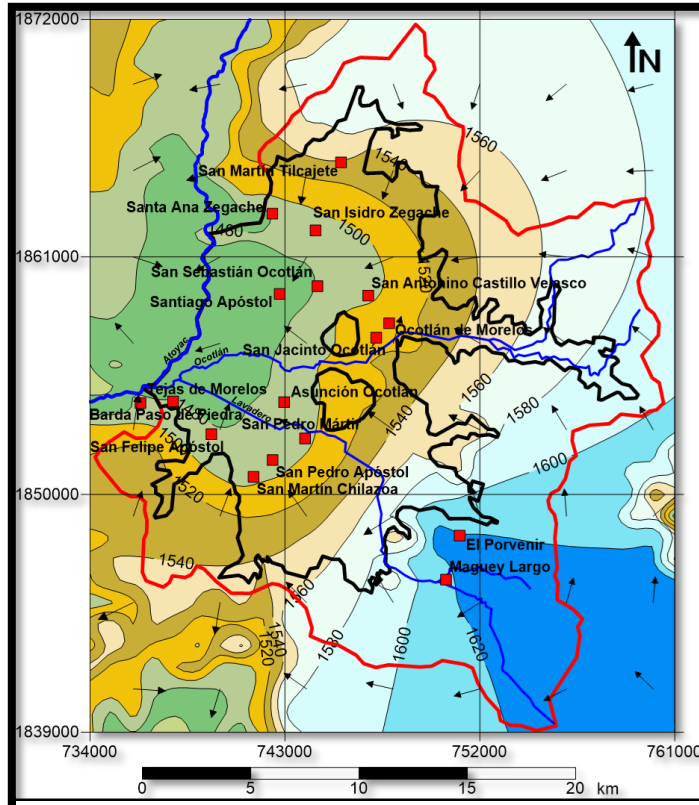 1872000
N
1560
1540
San Martín Tilcajete
Santa Ana Zegache
San Isidro Zegache
1480
1500
1861000
San Sebastián Ocotlán
1520
San Antonino Castillo Velasco
Santiago Apóstol
Ocotlán de Morelos
Atoyac
Ocotlán
San Jacinto Ocotlán
1560
1580
Tejas de Morelos
Asunción Ocotlán
Lavadero
Barda Paso de Piedra
1540
San Pedro Mártir
1500
San Felipe Apóstol
1600
San Pedro Apóstol
1520
San Martín Chilazoa
1850000
El Porvenir
1540
Maguey Largo
1560
1540
1520
1580
1600
1620
1839000
734000
743000
752000
761000
0
5
10
15
20
km